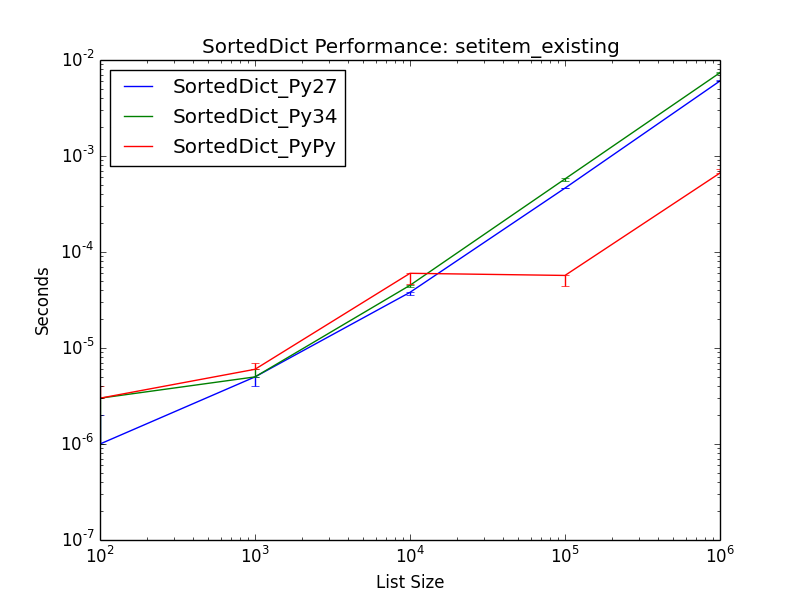 SortedDict Performance: setitem_existing
SortedDict_Py27
SortedDict_Py34
SortedDict_PyPy
10^-2
10^-3
10^-4
10^-5
10^-6
10^-7
Seconds
10^2 10^3 10^4 10^5 10^6
List Size